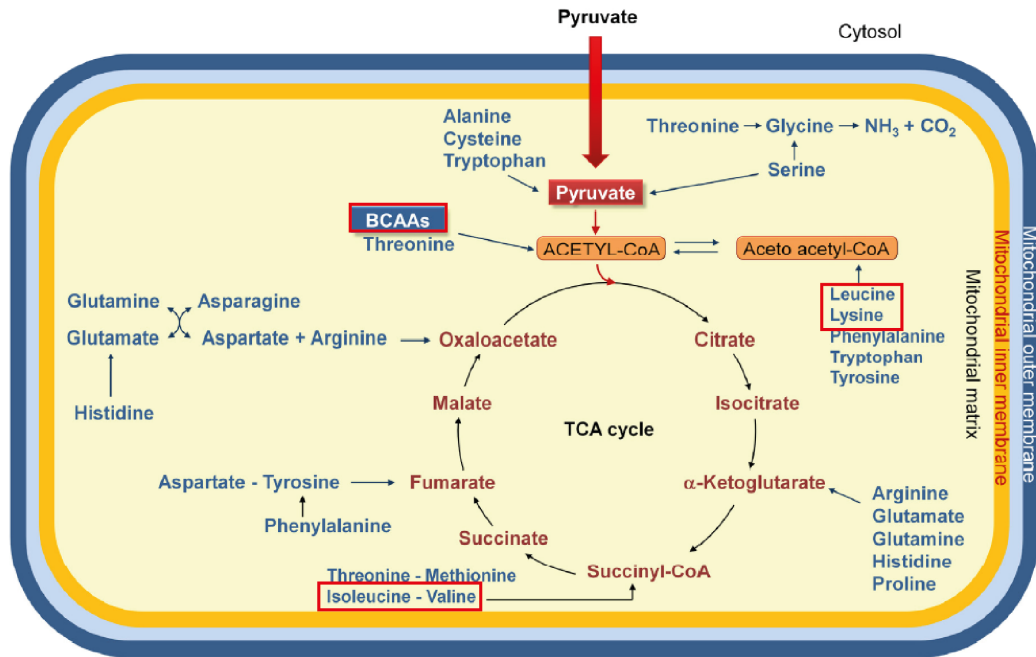 Pyruvate
Cytosol
Alanine
Cysteine
Tryptophan
Threonine
Glycine
NH₃ + CO₂
Serine
Pyruvate
BCAAs
Threonine
ACETYL-CoA
Aceto acetyl-CoA
Leucine
Lysine
Phenylalanine
Tryptophan
Tyrosine
Glutamine
Asparagine
Glutamate
Aspartate + Arginine
Histidine
Oxaloacetate
Citrate
Malate
Isocitrate
TCA cycle
Aspartate - Tyrosine
Phenylalanine
Fumarate
α-Ketoglutarate
Arginine
Glutamate
Glutamine
Histidine
Proline
Succinate
Succinyl-CoA
Threonine - Methionine
Isoleucine - Valine
Mitochondrial matrix
Mitochondrial inner membrane
Mitochondrial outer membrane